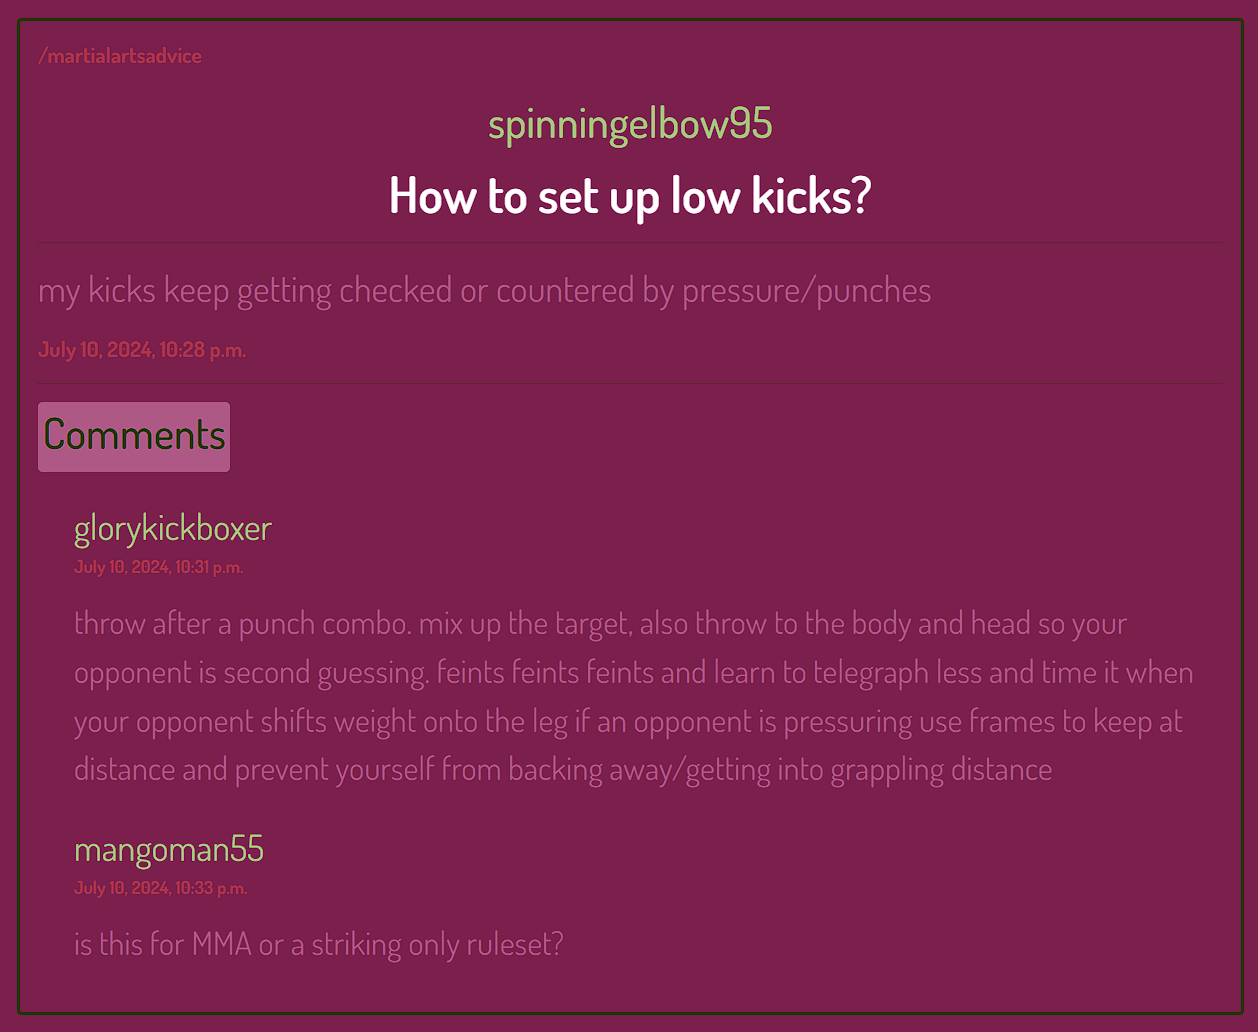 /martialartsadvice
spinningelbow95
How to set up low kicks?
my kicks keep getting checked or countered by pressure/punches
July 10, 2024, 10:28 p.m.
Comments
glorykickboxer
July 10, 2024, 10:31 p.m.
throw after a punch combo. mix up the target, also throw to the body and head so your
opponent is second guessing. feints feints feints and learn to telegraph less and time it when
your opponent shifts weight onto the leg if an opponent is pressuring use frames to keep at
distance and prevent yourself from backing away/getting into grappling distance
mangoman55
July 10, 2024, 10:33 p.m.
is this for MMA or a striking only ruleset?